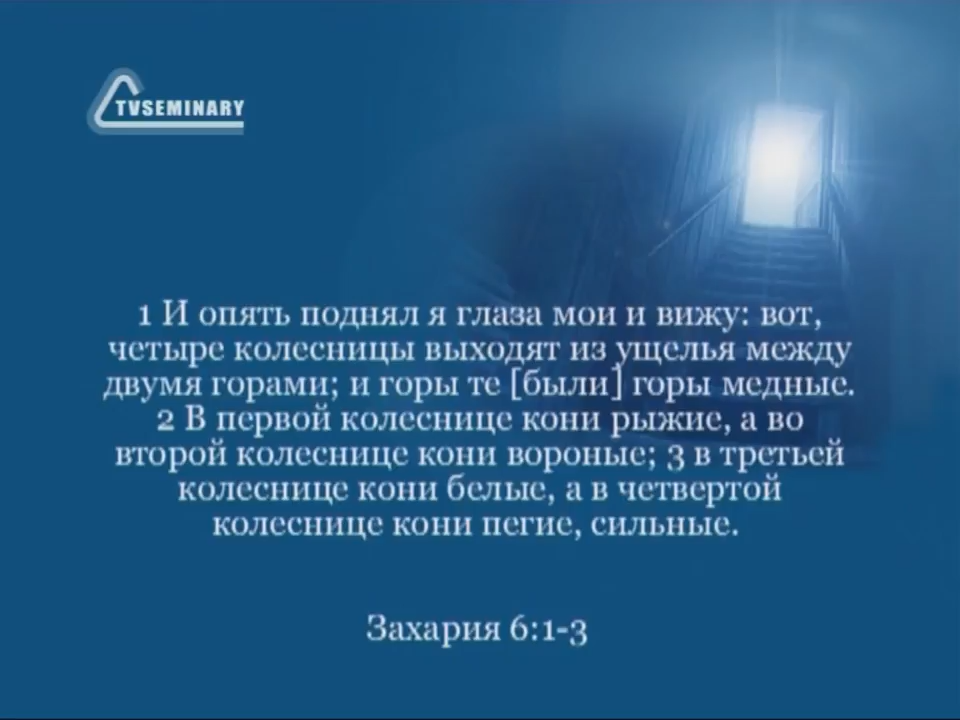 TVSEMINARY
1 И опять поднял я глаза мои и вижу: вот,
четыре колесницы выходят из ущелья между
двумя горами; и горы те [были] горы медные.
2 В первой колеснице кони рыжие, а во
второй колеснице кони вороные; 3 в третьей
колеснице кони белые, а в четвертой
колеснице кони пегие, сильные.
Захария 6:1-3